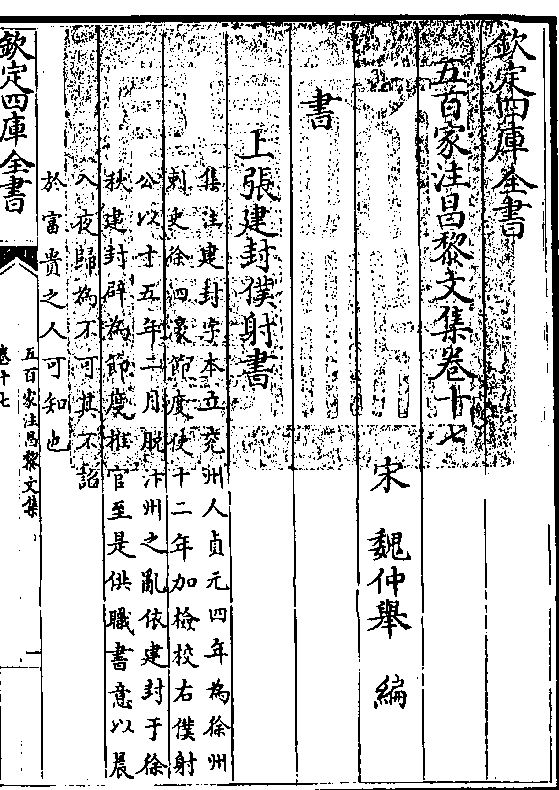 欽定四庫全書
五百家注昌黎文集卷十七
宋 魏仲舉 編
書
上張建封僕射書
集注建封字本立兖州人貞元四年為徐州
刺史徐泗豪節度使十二年加檢校右僕射
公以十五年二月脱汴州之亂依建封于徐
秋建封辟為節度推官至是供職書意以晨
入夜歸為不可其不諂
於富貴之人可知也
欽定四庫全書
五百家注昌黎文集
卷十七
一